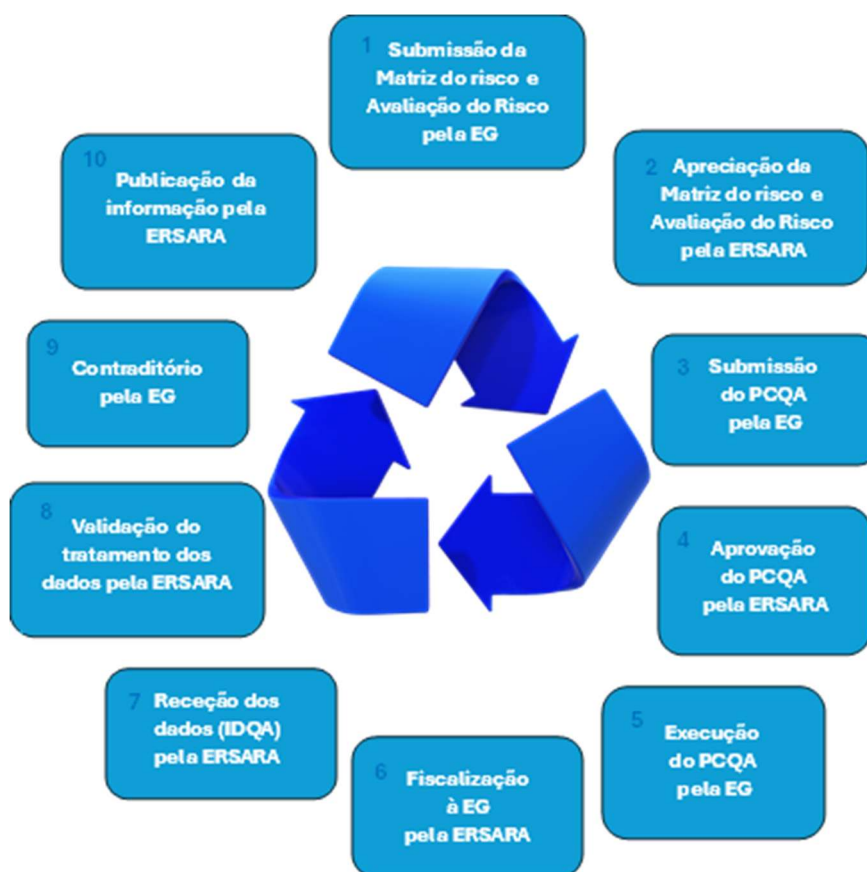 1
Submissão da
Matriz do risco e
Avaliação do Risco
pela EG
2
Apreciação da
Matriz do risco e
Avaliação do Risco
pela ERSARA
3
Submissão
do PCQA
pela EG
4
Aprovação
do PCQA
pela ERSARA
5
Execução
do PCQA
pela EG
6
Fiscalização
à EG
pela ERSARA
7
Receção dos
dados (IDQA)
pela ERSARA
8
Validação do
tratamento dos
dados pela ERSARA
9
Contraditório
pela EG
10
Publicação da
informação pela
ERSARA